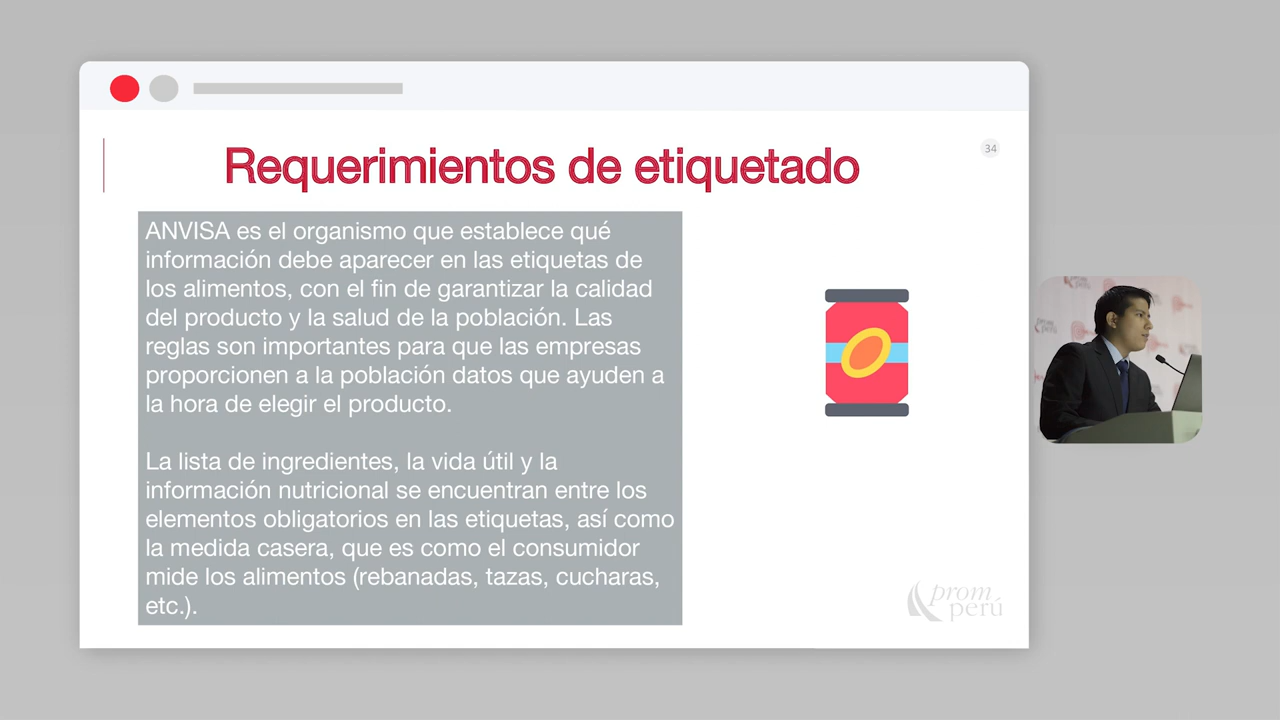 Requerimientos de etiquetado
34
ANVISA es el organismo que establece qué
información debe aparecer en las etiquetas de
los alimentos, con el fin de garantizar la calidad
del producto y la salud de la población. Las
reglas son importantes para que las empresas
proporcionen a la población datos que ayuden a
la hora de elegir el producto.
La lista de ingredientes, la vida útil y la
información nutricional se encuentran entre los
elementos obligatorios en las etiquetas, así como
la medida casera, que es como el consumidor
mide los alimentos (rebanadas, tazas, cucharas,
etc.).
prom
perú